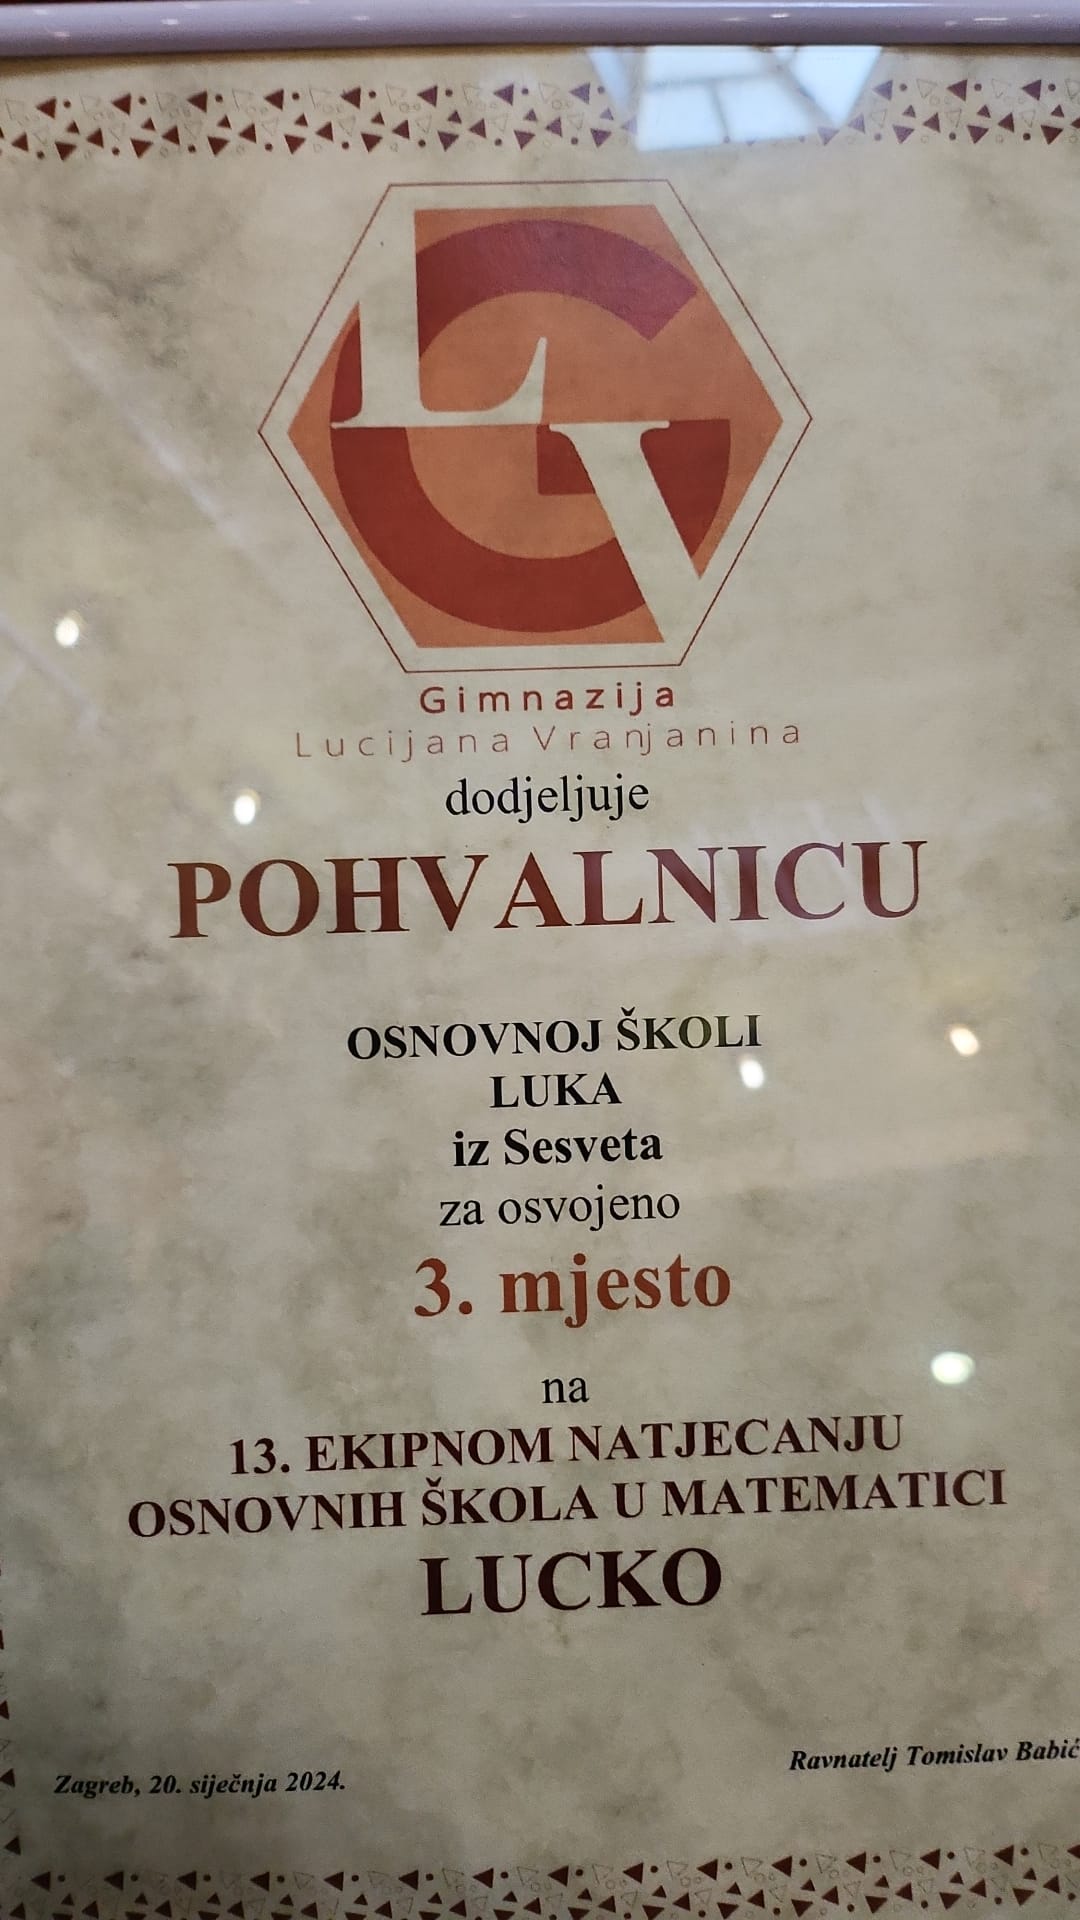 LGV
Gimnazija
Lucijana Vranjanina
dodjeljuje
POHVALNICU
OSNOVNOJ ŠKOLI
LUKA
iz Sesveta
za osvojeno
3. mjesto
na
13. EKIPNOM NATJECANJU
OSNOVNIH ŠKOLA U MATEMATICI
LUCKO
Zagreb, 20. siječnja 2024.
Ravnatelj Tomislav Babić